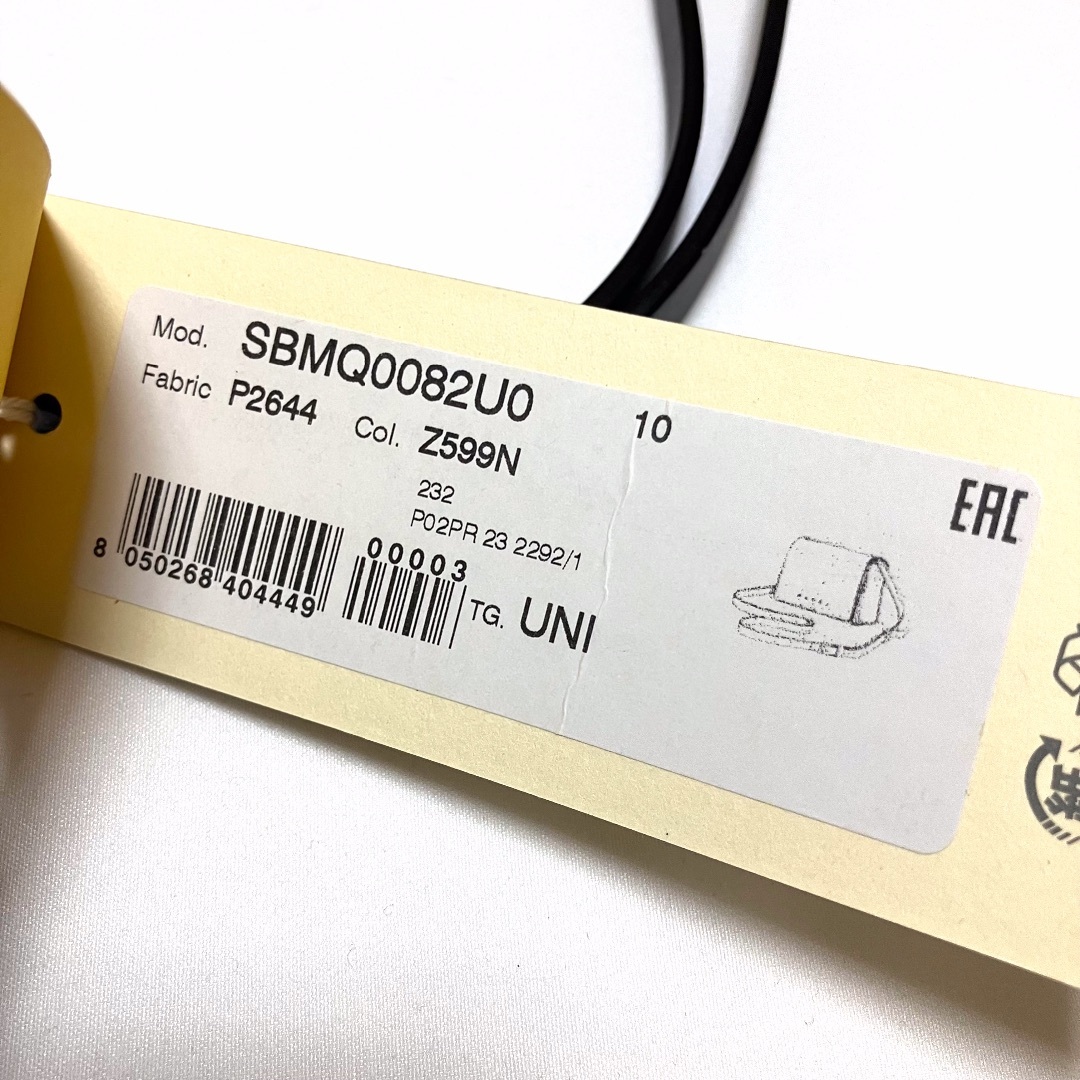 Mod. SBMQ0082U0 10
Fabric P2644 Col. Z599N
232
P02PR 23 2292/1
EAC
00003
8 050268 404449
TG. UNI
紙